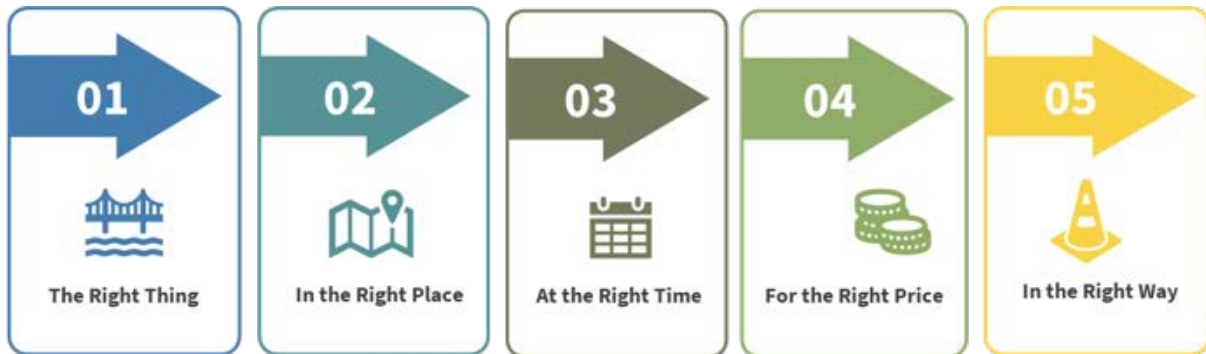 01
The Right Thing
02
In the Right Place
03
At the Right Time
04
For the Right Price
05
In the Right Way